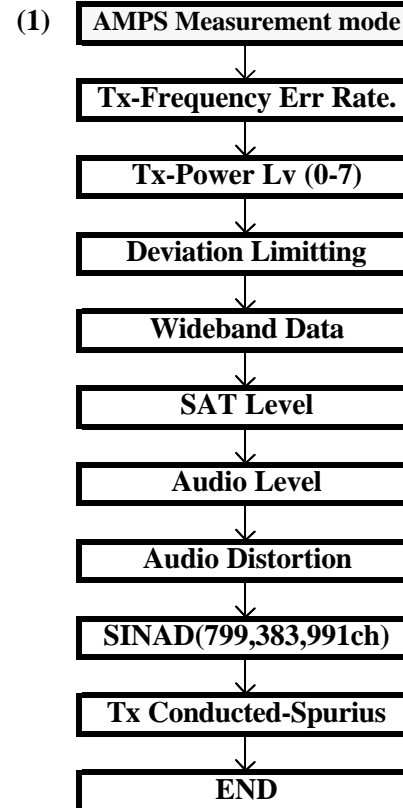 (1) AMPS Measurement mode
Tx-Frequency Err Rate.
Tx-Power Lv (0-7)
Deviation Limitting
Wideband Data
SAT Level
Audio Level
Audio Distortion
SINAD(799,383,991ch)
Tx Conducted-Spurius
END